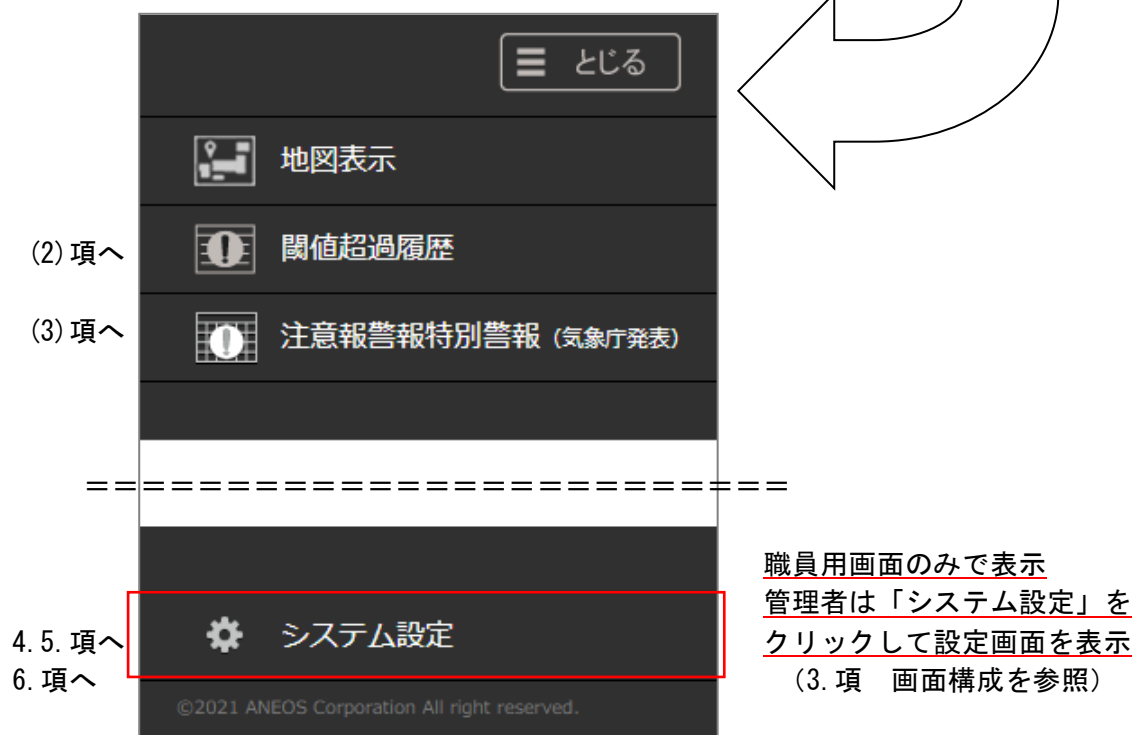 とじる
地図表示
(2)項へ
閾値超過履歴
(3)項へ
注意報警報特別警報（気象庁発表）
＝＝＝＝＝＝＝＝＝＝＝＝＝＝＝＝＝＝＝＝＝＝＝＝＝
職員用画面のみで表示
管理者は「システム設定」を
クリックして設定画面を表示
（3.項　画面構成を参照）
4.5.項へ
6.項へ
システム設定
©2021 ANEOS Corporation All right reserved.